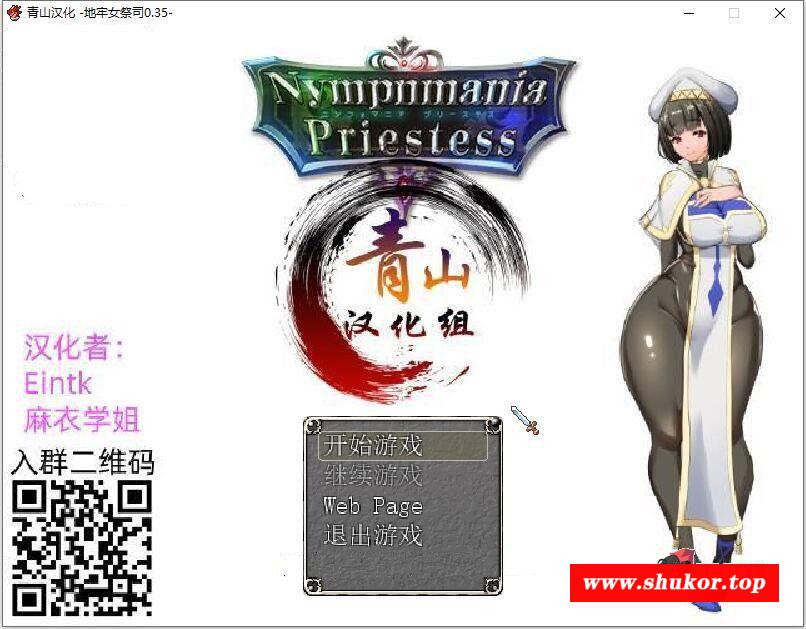 青山汉化 -地牢女祭司0.35-
Nympnmania
ニンフォマニア プリーステス
Priestess
青山
汉化组
汉化者:
Eintk
麻衣学姐
入群二维码
开始游戏
继续游戏
Web Page
退出游戏
www.shukor.top